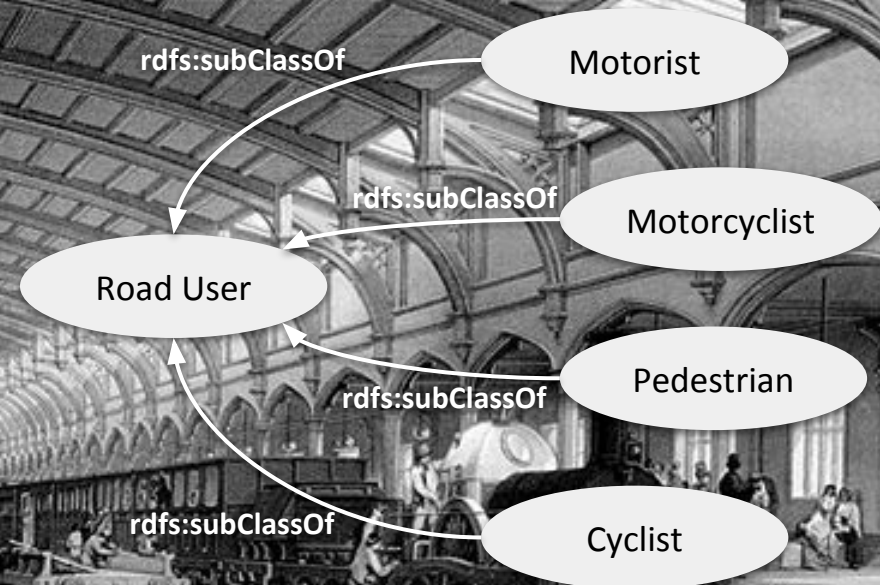 rdfs:subClassOf
Motorist
rdfs:subClassOf
Motorcyclist
Road User
Pedestrian
rdfs:subClassOf
rdfs:subClassOf
Cyclist